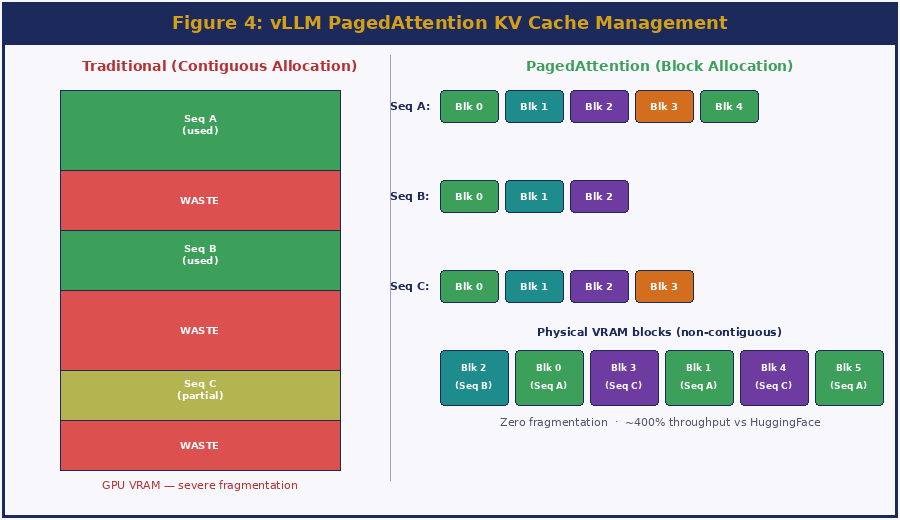 Figure 4: vLLM PagedAttention KV Cache Management
Traditional (Contiguous Allocation)
Seq A
(used)
WASTE
Seq B
(used)
WASTE
Seq C
(partial)
WASTE
GPU VRAM — severe fragmentation
PagedAttention (Block Allocation)
Seq A: Blk 0 Blk 1 Blk 2 Blk 3 Blk 4
Seq B: Blk 0 Blk 1 Blk 2
Seq C: Blk 0 Blk 1 Blk 2 Blk 3
Physical VRAM blocks (non-contiguous)
Blk 2 Blk 0 Blk 3 Blk 1 Blk 4 Blk 5
(Seq B) (Seq A) (Seq C) (Seq A) (Seq C) (Seq A)
Zero fragmentation · ~400% throughput vs HuggingFace